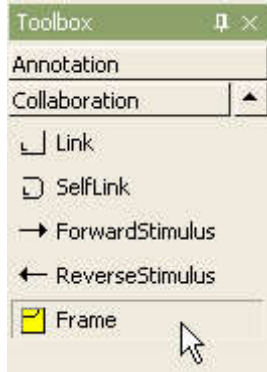 Toolbox
Annotation
Collaboration
Link
SelfLink
ForwardStimulus
ReverseStimulus
Frame